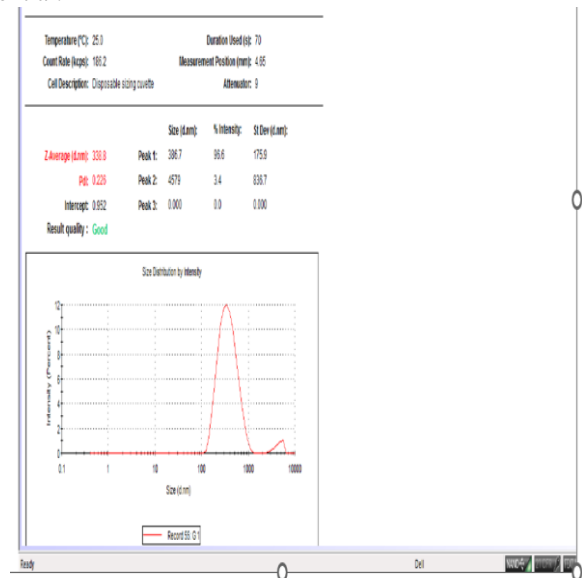 Temperature (°C): 25.0 Duration Used (s): 70
Count Rate (kcps): 186.2 Measurement Position (mm): 4.65
Cell Description: Disposable sizing cuvette Attenuator: 9
Size (d.nm): % Intensity: St Dev (d.nm):
Z-Average (d.nm): 338.8 Peak 1: 386.7 96.6 175.9
PdI: 0.226 Peak 2: 4579 3.4 836.7
Intercept: 0.952 Peak 3: 0.000 0.0 0.000
Result quality : Good
Size Distribution by Intensity
Intensity (Percent)
12
10
8
6
4
2
0
0.1 1 10 100 1000 10000
Size (d.nm)
Record 55: G 1
Ready Dell